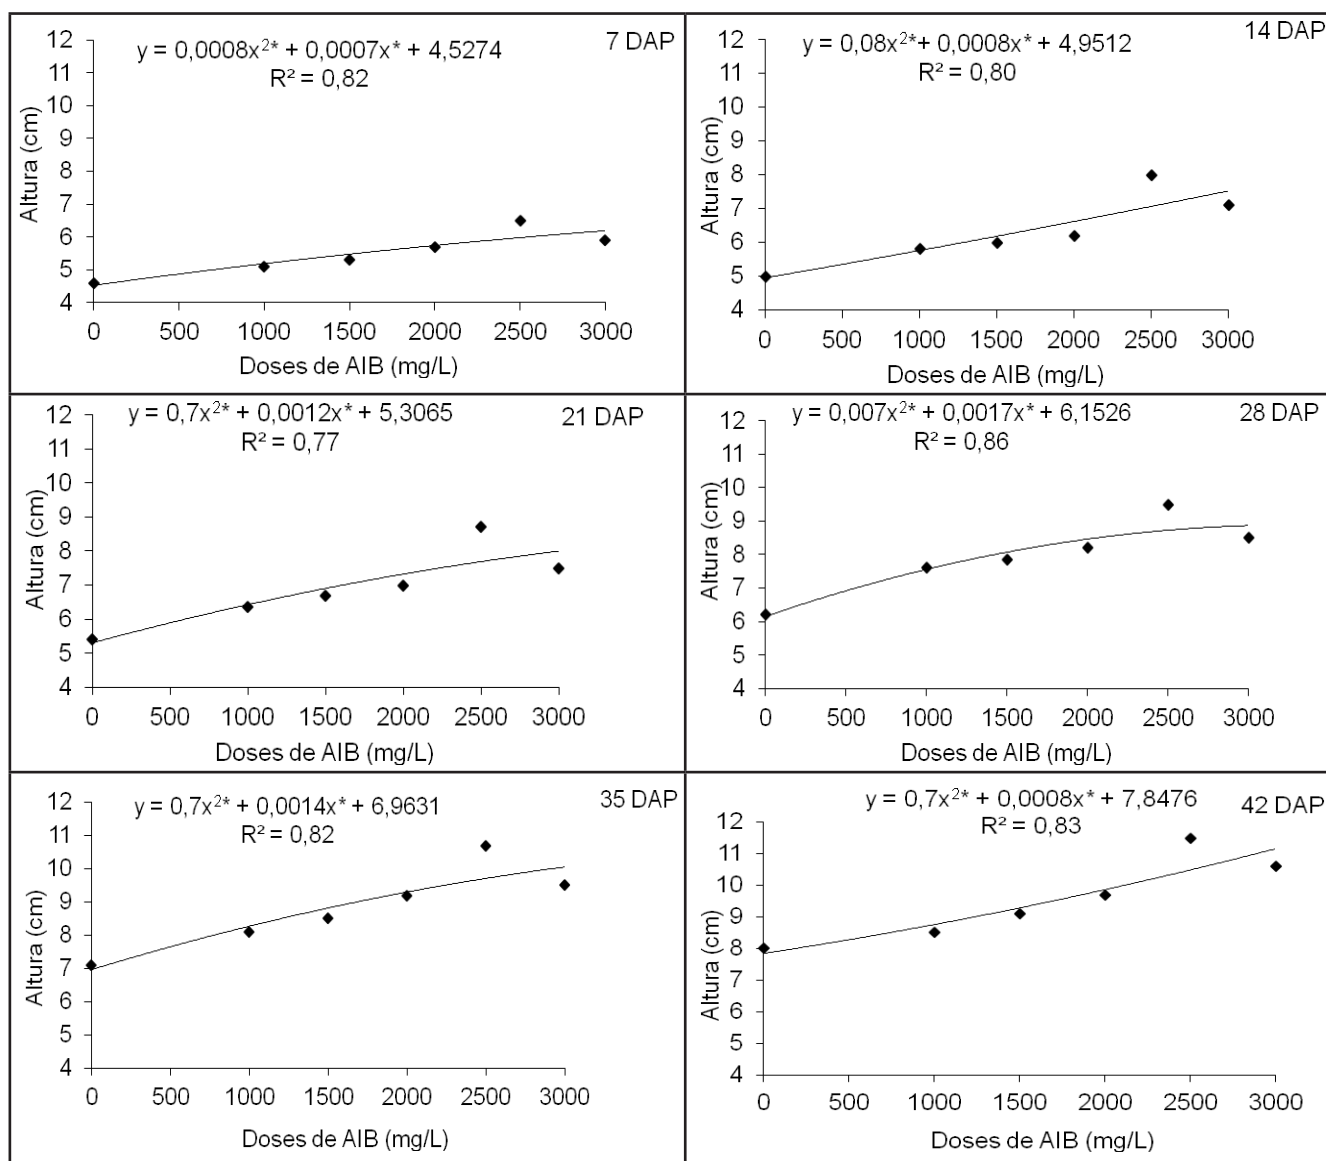 y = 0,0008x²* + 0,0007x* + 4,5274
7 DAP
R² = 0,82
12
11
10
9
8
7
6
5
4
Altura (cm)
0 500 1000 1500 2000 2500 3000
Doses de AIB (mg/L)
y = 0,08x²*+ 0,0008x* + 4,9512
14 DAP
R² = 0,80
12
11
10
9
8
7
6
5
4
Altura (cm)
0 500 1000 1500 2000 2500 3000
Doses de AIB (mg/L)
y = 0,7x²* + 0,0012x* + 5,3065
21 DAP
R² = 0,77
12
11
10
9
8
7
6
5
4
Altura (cm)
0 500 1000 1500 2000 2500 3000
Doses de AIB (mg/L)
y = 0,007x²* + 0,0017x* + 6,1526
28 DAP
R² = 0,86
12
11
10
9
8
7
6
5
4
Altura (cm)
0 500 1000 1500 2000 2500 3000
Doses de AIB (mg/L)
y = 0,7x²* + 0,0014x* + 6,9631
35 DAP
R² = 0,82
12
11
10
9
8
7
6
5
4
Altura (cm)
0 500 1000 1500 2000 2500 3000
Doses de AIB (mg/L)
y = 0,7x²* + 0,0008x* + 7,8476
42 DAP
R² = 0,83
12
11
10
9
8
7
6
5
4
Altura (cm)
0 500 1000 1500 2000 2500 3000
Doses de AIB (mg/L)